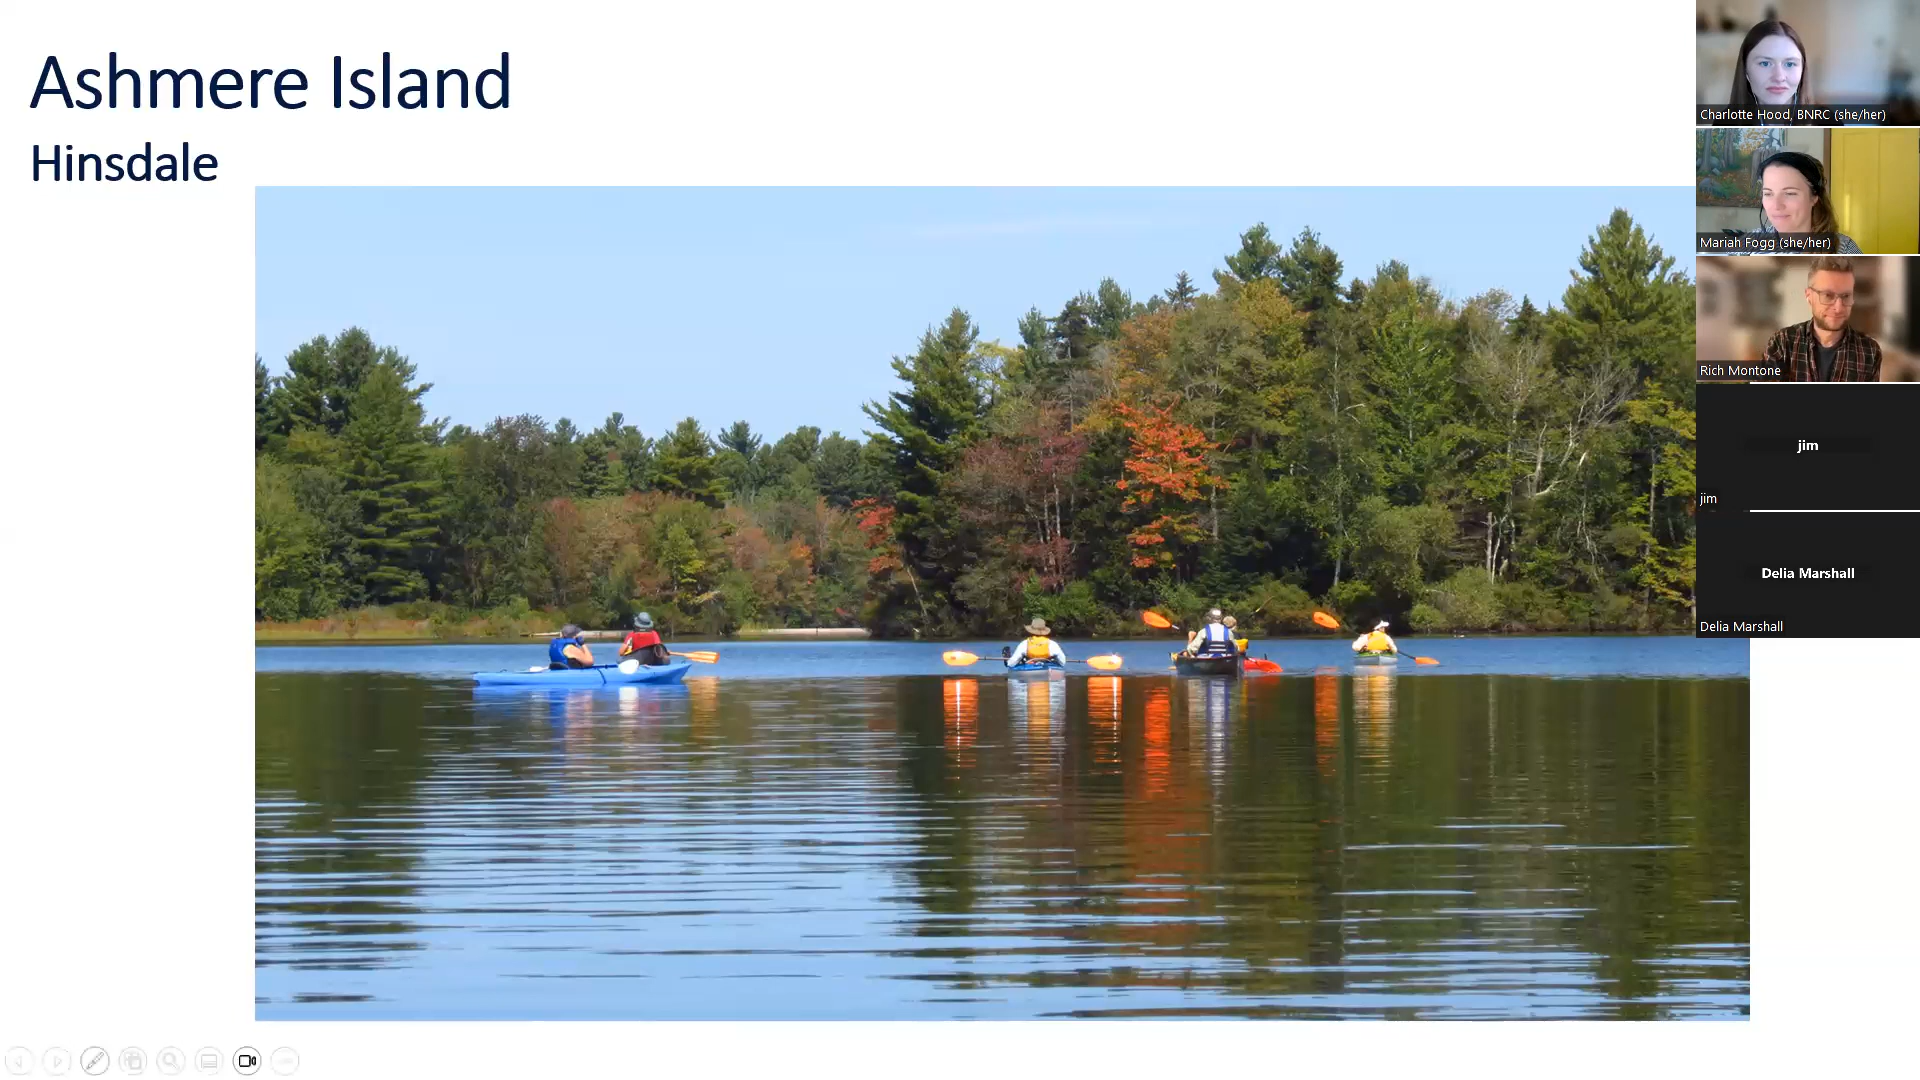 Ashmere Island
Hinsdale
Charlotte Hood, BNRC (she/her)
Mariah Fogg (she/her)
Rich Montone
jim
jim
Delia Marshall
Delia Marshall